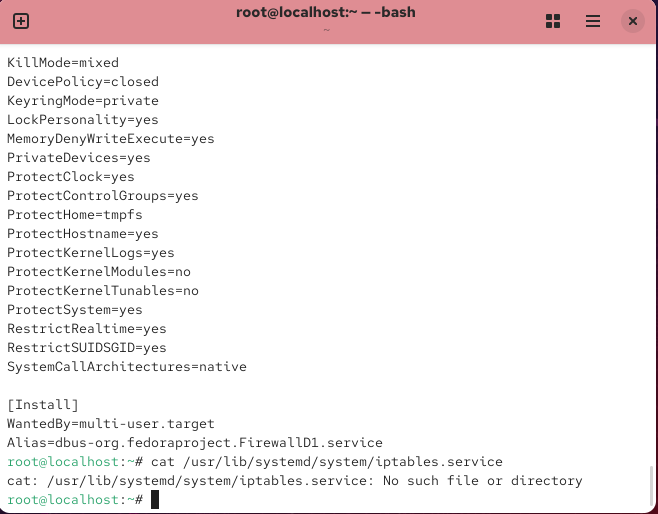 root@localhost:~ — -bash
~
KillMode=mixed
DevicePolicy=closed
KeyringMode=private
LockPersonality=yes
MemoryDenyWriteExecute=yes
PrivateDevices=yes
ProtectClock=yes
ProtectControlGroups=yes
ProtectHome=tmpfs
ProtectHostname=yes
ProtectKernelLogs=yes
ProtectKernelModules=no
ProtectKernelTunables=no
ProtectSystem=yes
RestrictRealtime=yes
RestrictSUIDSGID=yes
SystemCallArchitectures=native
[Install]
WantedBy=multi-user.target
Alias=dbus-org.fedoraproject.FirewallD1.service
root@localhost:~# cat /usr/lib/systemd/system/iptables.service
cat: /usr/lib/systemd/system/iptables.service: No such file or directory
root@localhost:~#